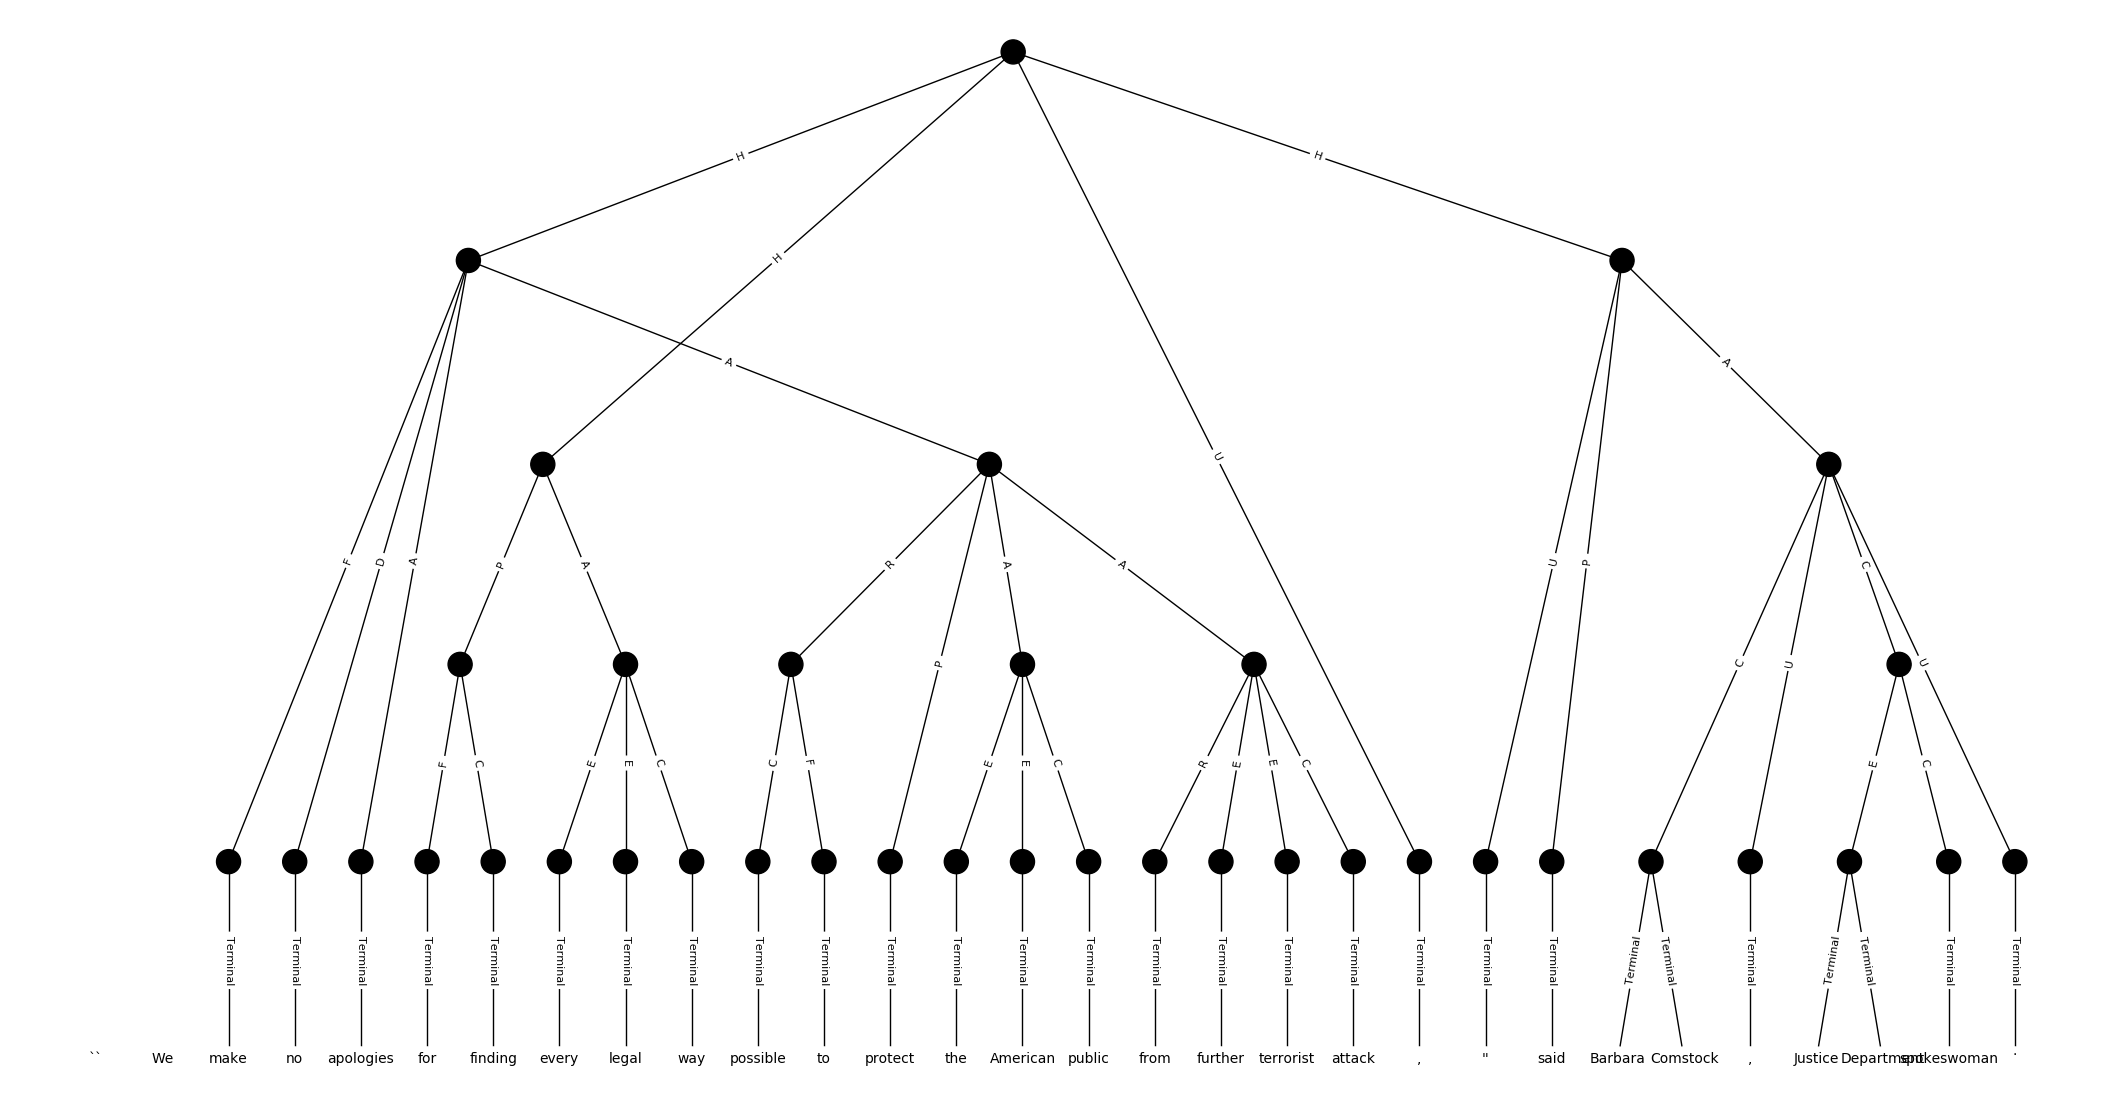 H H
H
A A
U
F D A P A R A A U P C
P C U U
F C E E C C F E E C R E E C E C
Terminal Terminal Terminal Terminal Terminal Terminal Terminal Terminal Terminal Terminal Terminal Terminal Terminal Terminal Terminal Terminal Terminal Terminal Terminal Terminal Terminal Terminal Terminal Terminal Terminal Terminal Terminal Terminal
`` We make no apologies for finding every legal way possible to protect the American public from further terrorist attack , " said Barbara Comstock , Justice Department spokeswoman .